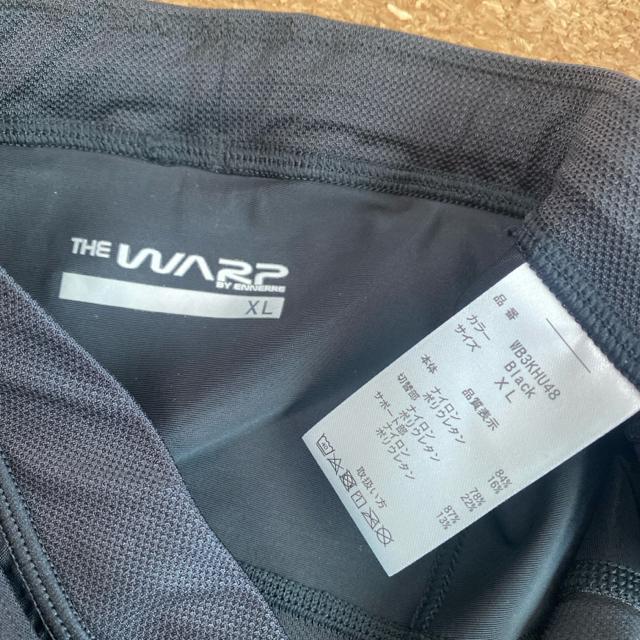 THE WARP
BY ENNERRE
XL
品番 WB3KHU48
カラー Black
サイズ XL
品質表示
本体 ナイロン 84%
ポリウレタン 16%
切替部 ナイロン 78%
ポリウレタン 22%
サポート部
ナイロン 87%
ポリウレタン
取扱い方